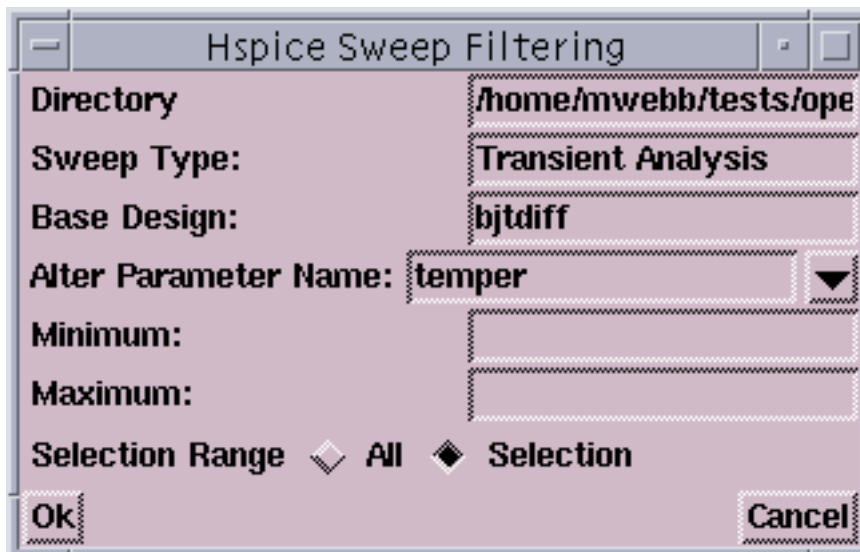 Hspice Sweep Filtering
Directory /home/mwebb/tests/ope
Sweep Type: Transient Analysis
Base Design: bjtdiff
Alter Parameter Name: temper
Minimum:
Maximum:
Selection Range All Selection
Ok Cancel